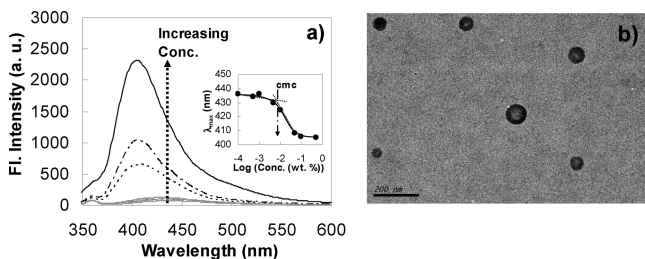 a)
Fl. Intensity (a. u.)
3000
2500
2000
1500
1000
500
0
350 400 450 500 550 600
Wavelength (nm)
Increasing
Conc.
cmc
λmax (nm)
450
440
430
420
410
400
-4 -3 -2 -1 0
Log (Conc. (wt. %))
b)
200 nm